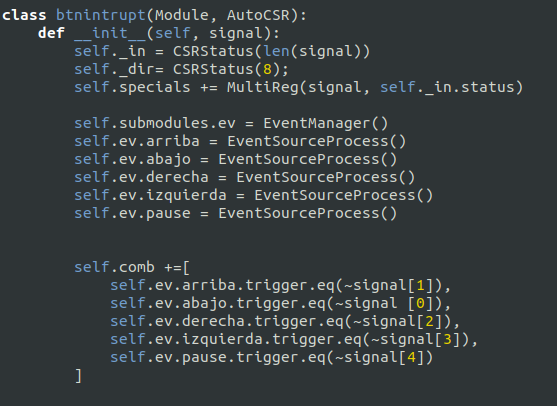 class btnintrupt(Module, AutoCSR):
    def __init__(self, signal):
        self._in = CSRStatus(len(signal))
        self._dir= CSRStatus(8);
        self.specials += MultiReg(signal, self._in.status)

        self.submodules.ev = EventManager()
        self.ev.arriba = EventSourceProcess()
        self.ev.abajo = EventSourceProcess()
        self.ev.derecha = EventSourceProcess()
        self.ev.izquierda = EventSourceProcess()
        self.ev.pause = EventSourceProcess()


        self.comb +=[
            self.ev.arriba.trigger.eq(~signal[1]),
            self.ev.abajo.trigger.eq(~signal [0]),
            self.ev.derecha.trigger.eq(~signal[2]),
            self.ev.izquierda.trigger.eq(~signal[3]),
            self.ev.pause.trigger.eq(~signal[4])
        ]